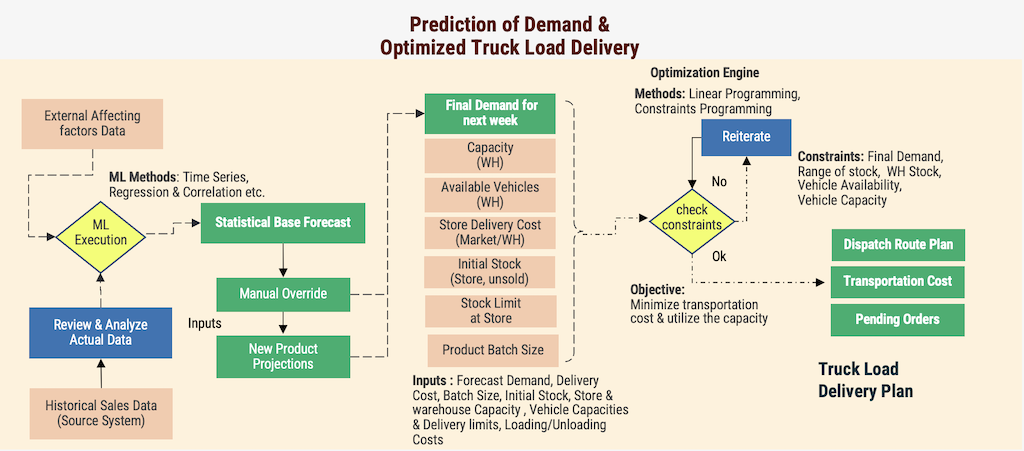 Prediction of Demand &
Optimized Truck Load Delivery
External Affecting
factors Data
ML Methods: Time Series,
Regression & Correlation etc.
ML
Execution
Statistical Base Forecast
Manual Override
Inputs
New Product
Projections
Review & Analyze
Actual Data
Historical Sales Data
(Source System)
Final Demand for
next week
Capacity
(WH)
Available Vehicles
(WH)
Store Delivery Cost
(Market/WH)
Initial Stock
(Store, unsold)
Stock Limit
at Store
Product Batch Size
Inputs : Forecast Demand, Delivery
Cost, Batch Size, Initial Stock, Store &
warehouse Capacity , Vehicle Capacities
& Delivery limits, Loading/Unloading
Costs
Optimization Engine
Methods: Linear Programming,
Constraints Programming
Reiterate
No
check
constraints
Ok
Constraints: Final Demand,
Range of stock, WH Stock,
Vehicle Availability,
Vehicle Capacity
Objective:
Minimize transportation
cost & utilize the capacity
Dispatch Route Plan
Transportation Cost
Pending Orders
Truck Load
Delivery Plan